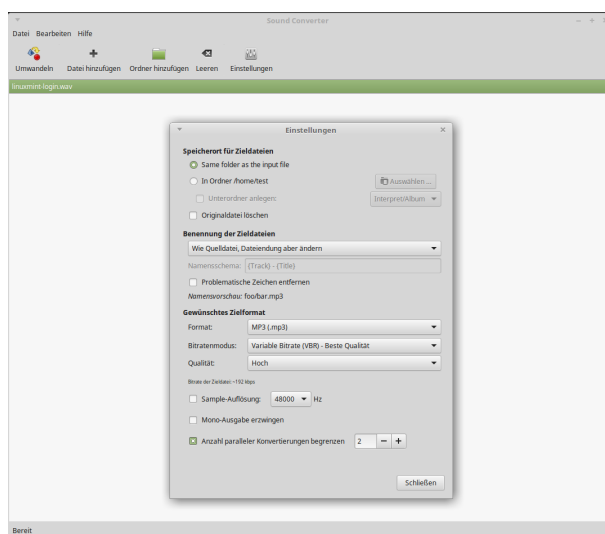 Sound Converter
Datei Bearbeiten Hilfe
Umwandeln Datei hinzufügen Ordner hinzufügen Leeren Einstellungen
linuxmint-login.wav
Einstellungen
Speicherort für Zieldateien
Same folder as the input file
In Ordner /home/test Auswählen ...
Unterordner anlegen: Interpret/Album
Originaldatei löschen
Benennung der Zieldateien
Wie Quelldatei, Dateiendung aber ändern
Namensschema: {Track} - {Title}
Problematische Zeichen entfernen
Namensvorschau: foo/bar.mp3
Gewünschtes Zielformat
Format: MP3 (.mp3)
Bitratenmodus: Variable Bitrate (VBR) - Beste Qualität
Qualität: Hoch
Bitrate der Zieldatei: ~192 kbps
Sample-Auflösung: 48000 Hz
Mono-Ausgabe erzwingen
Anzahl paralleler Konvertierungen begrenzen 2 − +
Schließen
Bereit